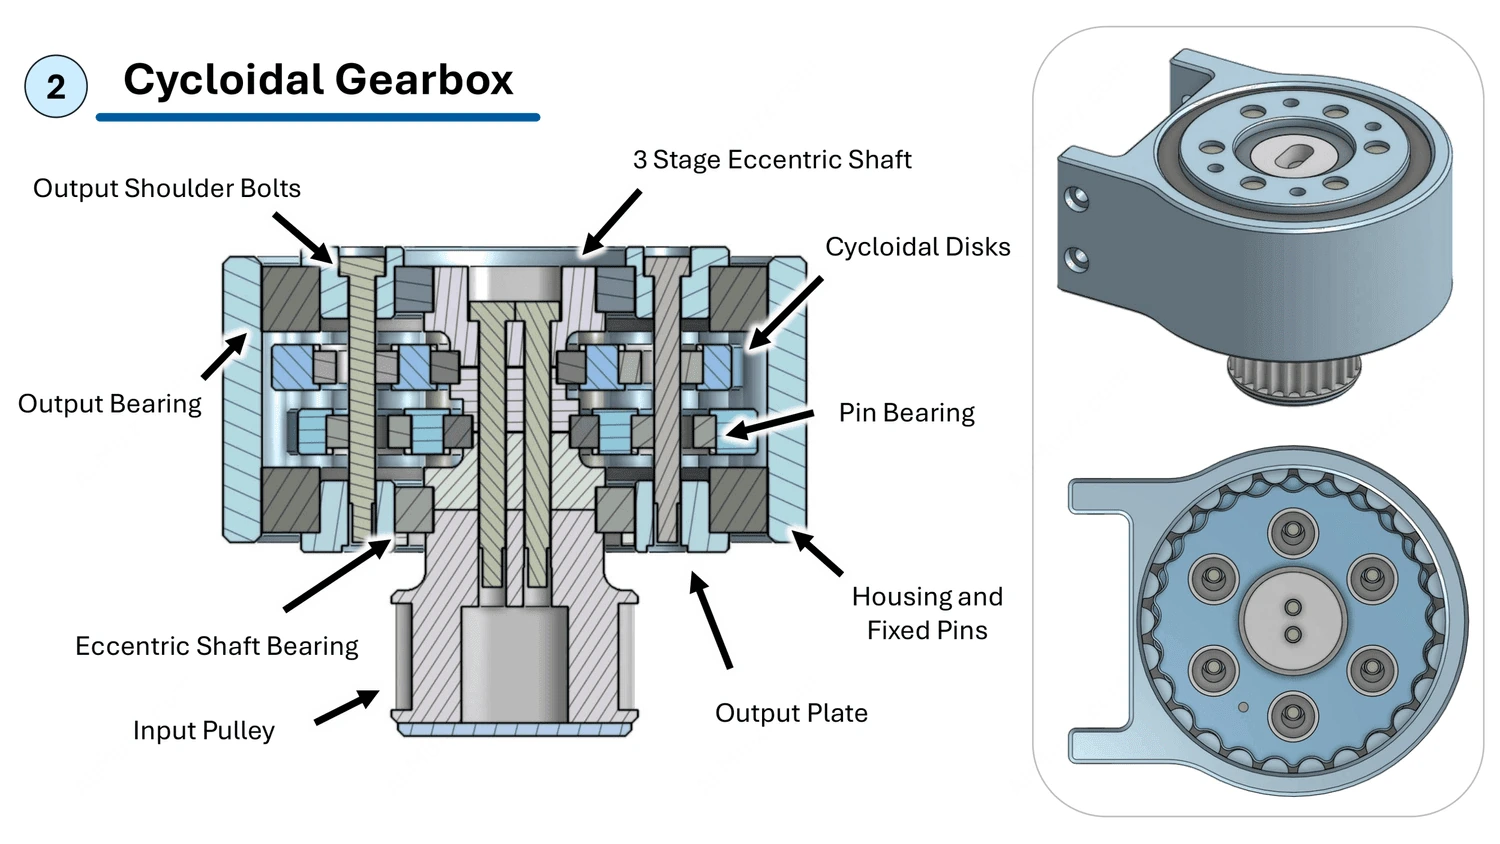 2
Cycloidal Gearbox
3 Stage Eccentric Shaft
Output Shoulder Bolts
Cycloidal Disks
Output Bearing
Pin Bearing
Housing and
Fixed Pins
Eccentric Shaft Bearing
Output Plate
Input Pulley